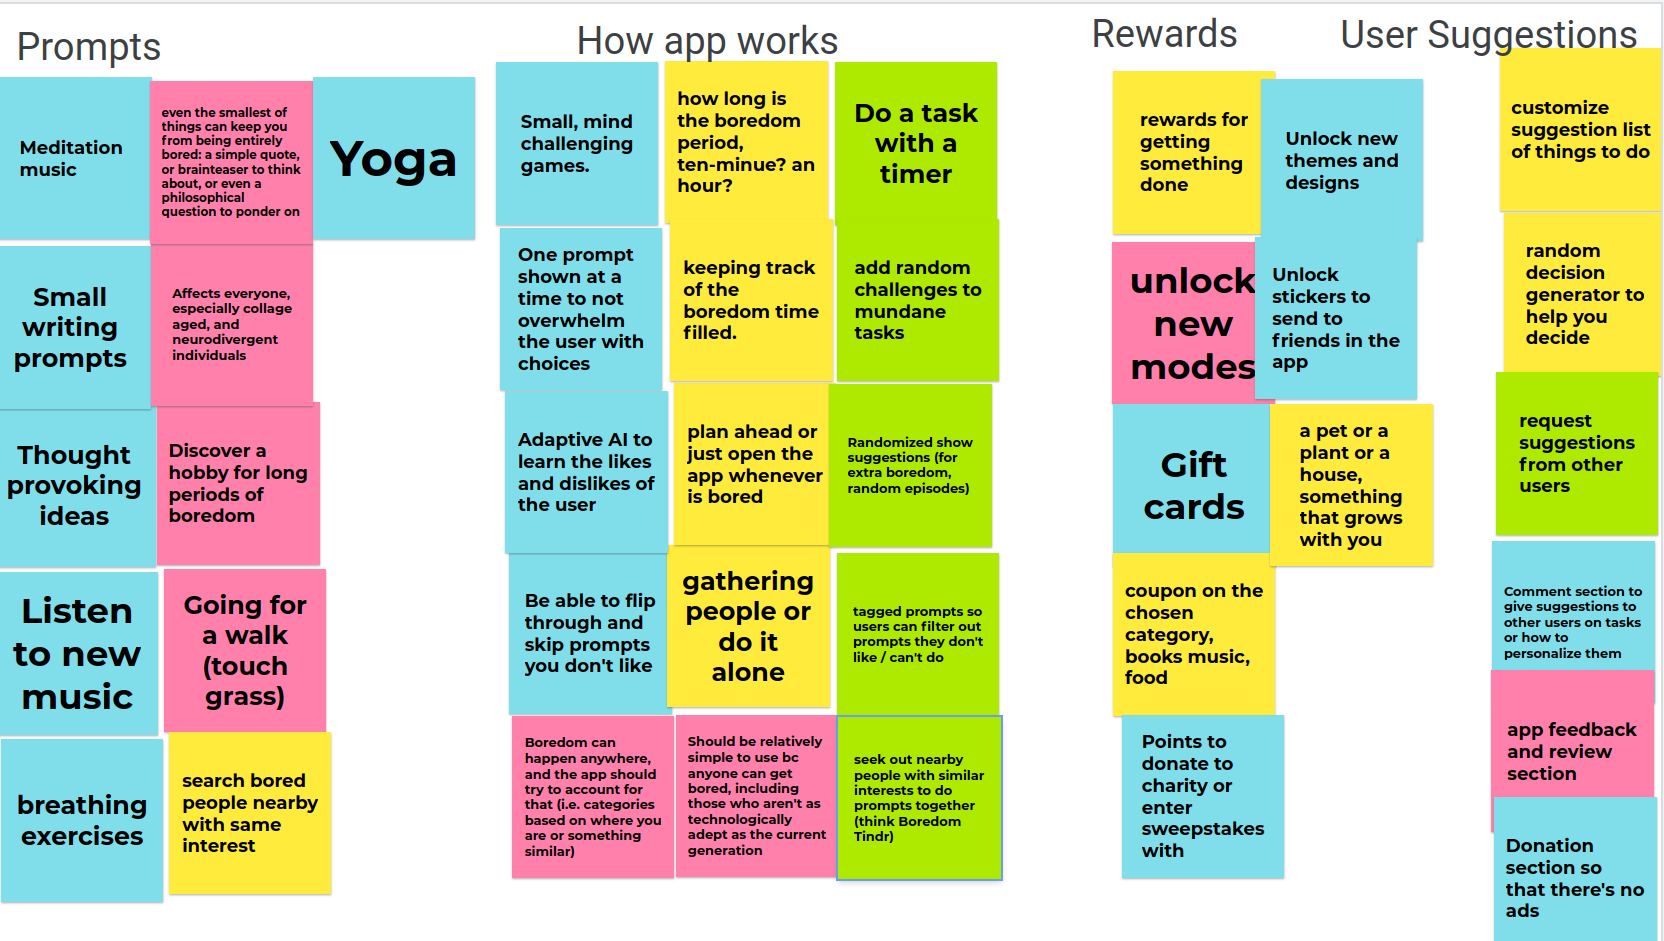 Prompts
Meditation
music
even the smallest of
things can keep you
from being entirely
bored: a simple quote,
or brainteaser to think
about, or even a
philosophical
question to ponder on
Yoga
Small
writing
prompts
Affects everyone,
especially collage
aged, and
neurodivergent
individuals
Thought
provoking
ideas
Discover a
hobby for long
periods of
boredom
Listen
to new
music
Going for
a walk
(touch
grass)
breathing
exercises
search bored
people nearby
with same
interest
How app works
Small, mind
challenging
games.
how long is
the boredom
period,
ten-minue? an
hour?
Do a task
with a
timer
One prompt
shown at a
time to not
overwhelm
the user with
choices
keeping track
of the
boredom time
filled.
add random
challenges to
mundane
tasks
Adaptive AI to
learn the likes
and dislikes of
the user
plan ahead or
just open the
app whenever
is bored
Randomized show
suggestions (for
extra boredom,
random episodes)
Be able to flip
through and
skip prompts
you don't like
gathering
people or
do it
alone
tagged prompts so
users can filter out
prompts they don't
like / can't do
Boredom can
happen anywhere,
and the app should
try to account for
that (i.e. categories
based on where you
are or something
similar)
Should be relatively
simple to use bc
anyone can get
bored, including
those who aren't as
technologically
adept as the current
generation
seek out nearby
people with similar
interests to do
prompts together
(think Boredom
Tindr)
Rewards
rewards for
getting
something
done
Unlock new
themes and
designs
unlock
new
modes
Unlock
stickers to
send to
friends in the
app
Gift
cards
a pet or a
plant or a
house,
something
that grows
with you
coupon on the
chosen
category,
books music,
food
Points to
donate to
charity or
enter
sweepstakes
with
User Suggestions
customize
suggestion list
of things to do
random
decision
generator to
help you
decide
request
suggestions
from other
users
Comment section to
give suggestions to
other users on tasks
or how to
personalize them
app feedback
and review
section
Donation
section so
that there's no
ads